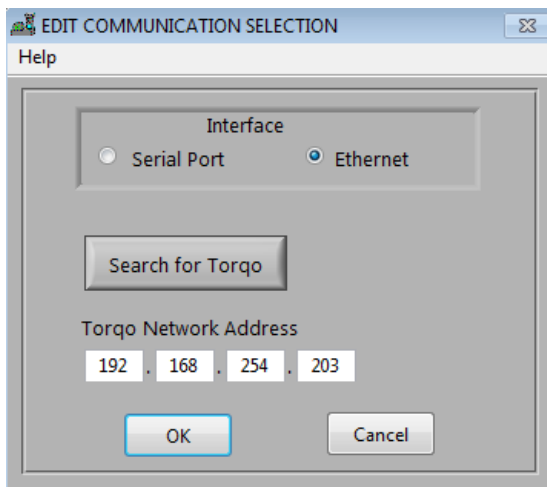 EDIT COMMUNICATION SELECTION
Help
Interface
Serial Port Ethernet
Search for Torqo
Torqo Network Address
192 . 168 . 254 . 203
OK Cancel